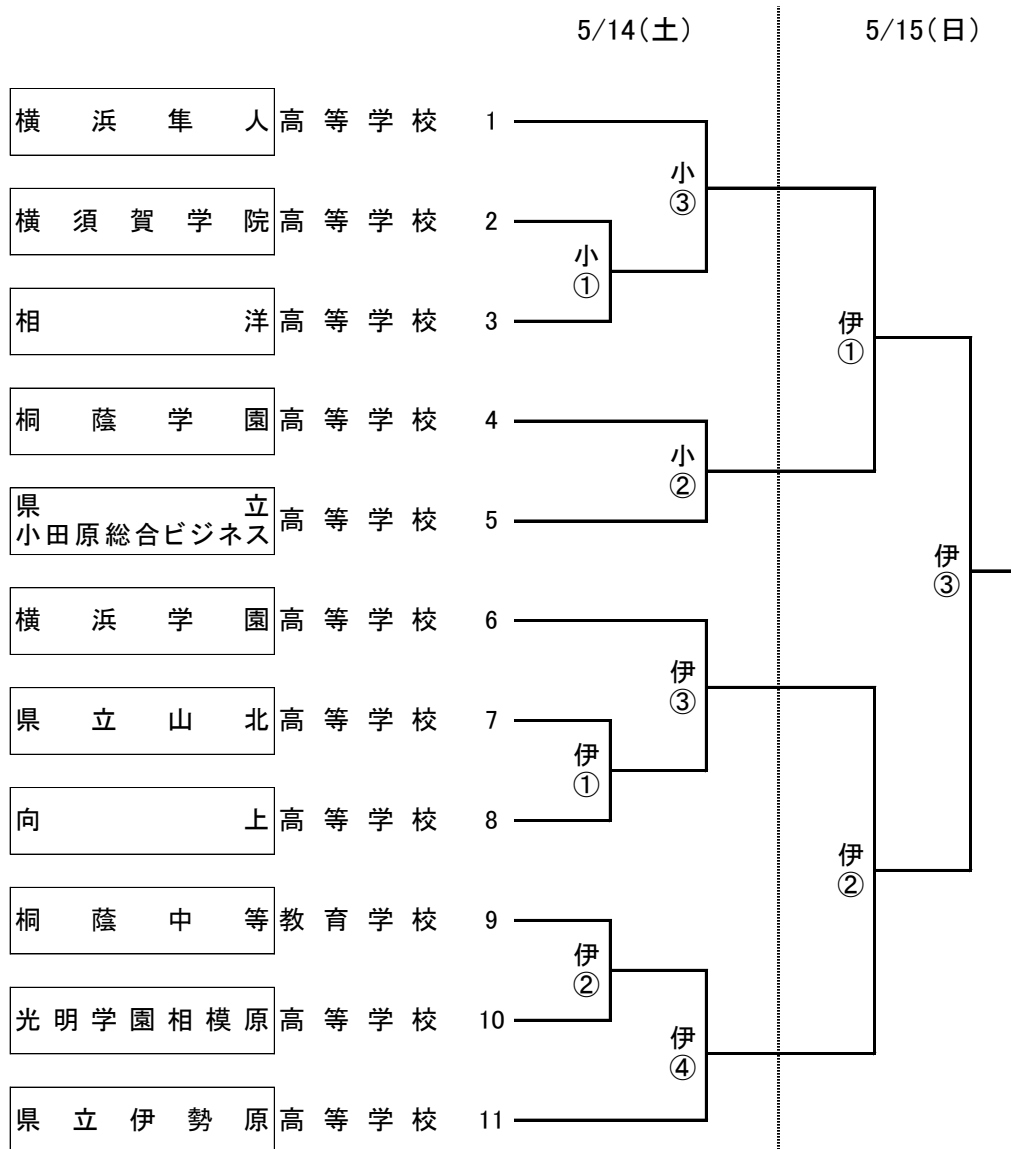 5/14(土) 5/15(日)
横浜隼人高等学校 1
小
③
横須賀学院高等学校 2
小
①
相洋高等学校 3
伊
①
桐蔭学園高等学校 4
小
②
県立
小田原総合ビジネス高等学校 5
伊
③
横浜学園高等学校 6
伊
③
県立山北高等学校 7
伊
①
向上高等学校 8
伊
②
桐蔭中等教育学校 9
伊
②
光明学園相模原高等学校 10
伊
④
県立伊勢原高等学校 11